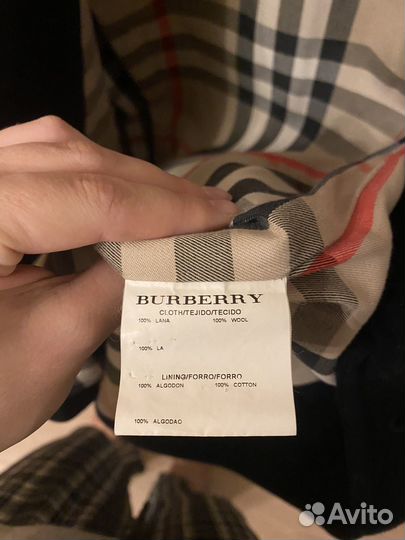 BURBERRY
CLOTH/TEJIDO/TECIDO
100% LANA 100% WOOL
100% LA
LINING/FORRO/FORRO
100% ALGODON 100% COTTON
100% ALGODAO
Avito